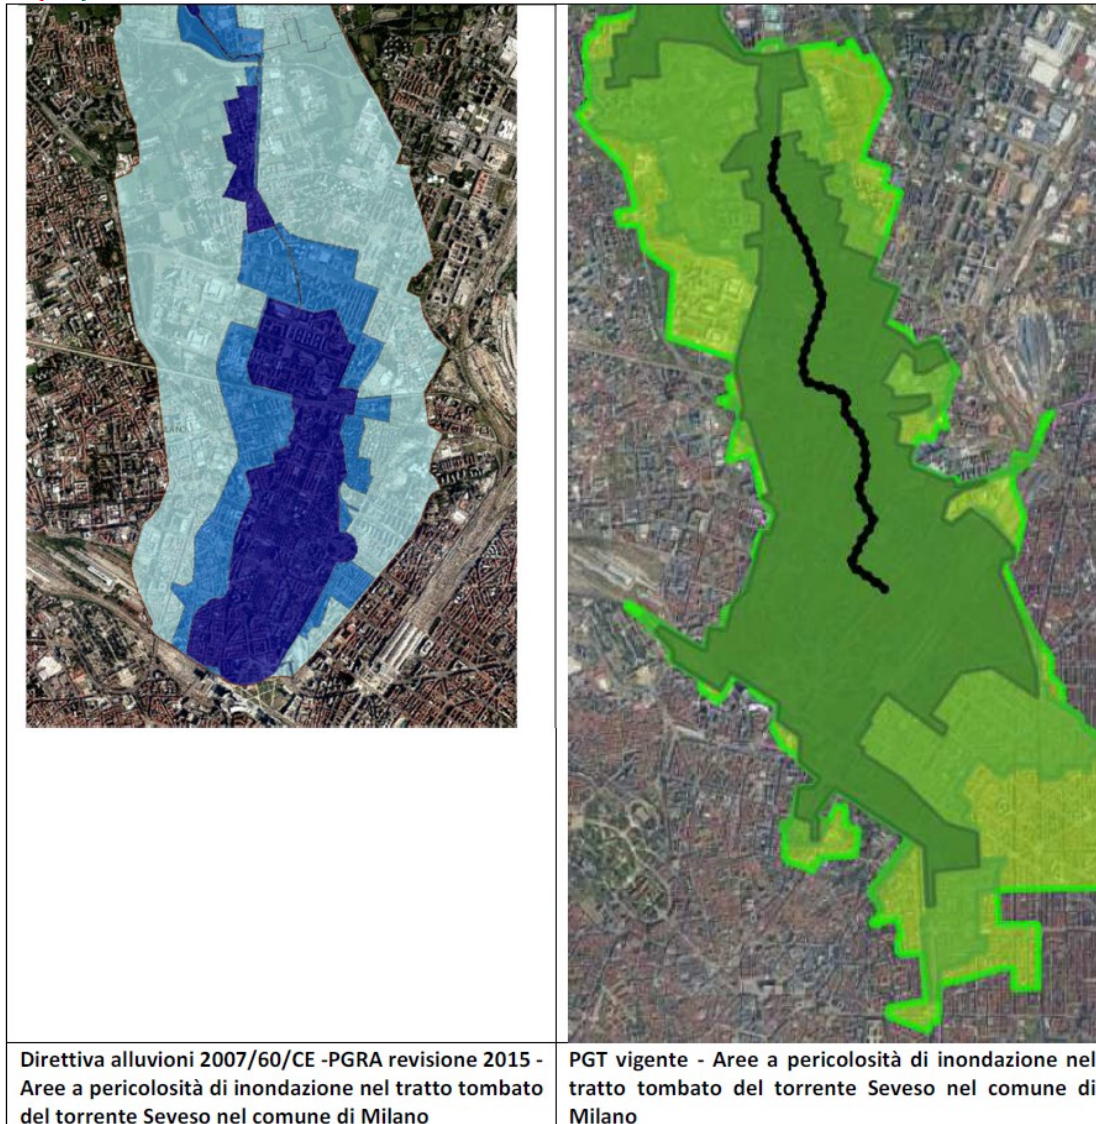 Direttiva alluvioni 2007/60/CE -PGRA revisione 2015 -
Aree a pericolosità di inondazione nel tratto tombato
del torrente Seveso nel comune di Milano
PGT vigente - Aree a pericolosità di inondazione nel
tratto tombato del torrente Seveso nel comune di
Milano